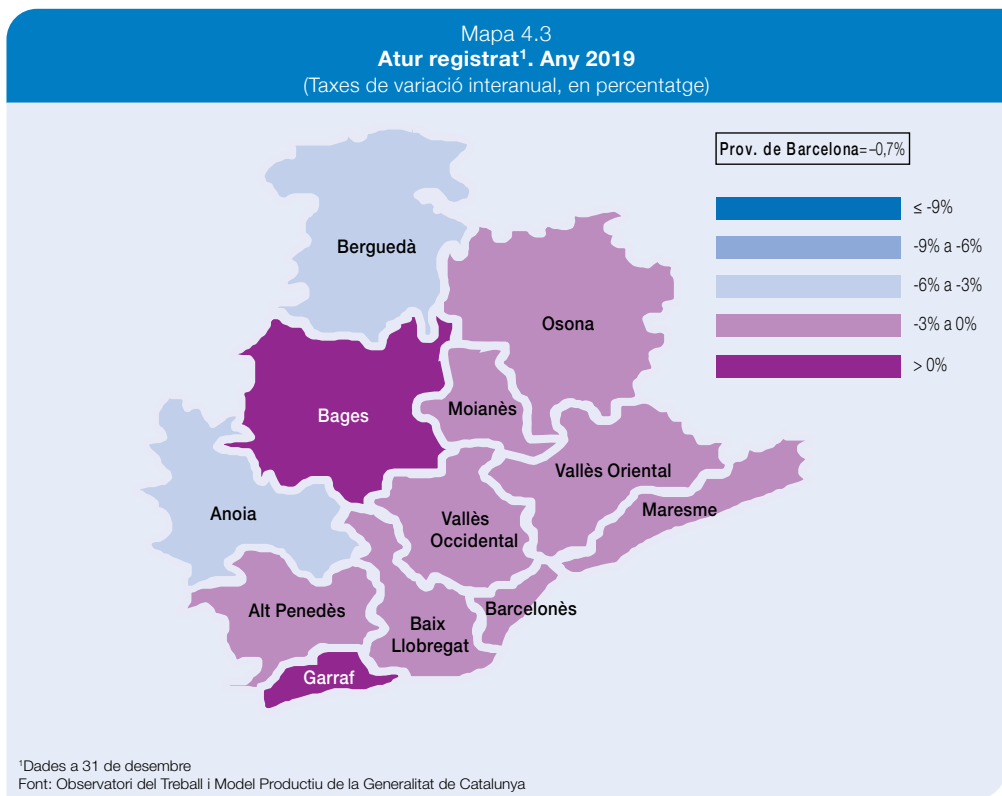 Mapa 4.3
Atur registrat¹. Any 2019
(Taxes de variació interanual, en percentatge)
Prov. de Barcelona=–0,7%
≤ -9%
-9% a -6%
-6% a -3%
-3% a 0%
> 0%
Berguedà
Osona
Bages
Moianès
Vallès Oriental
Maresme
Anoia
Vallès
Occidental
Alt Penedès
Baix
Llobregat
Barcelonès
Garraf
¹Dades a 31 de desembre
Font: Observatori del Treball i Model Productiu de la Generalitat de Catalunya